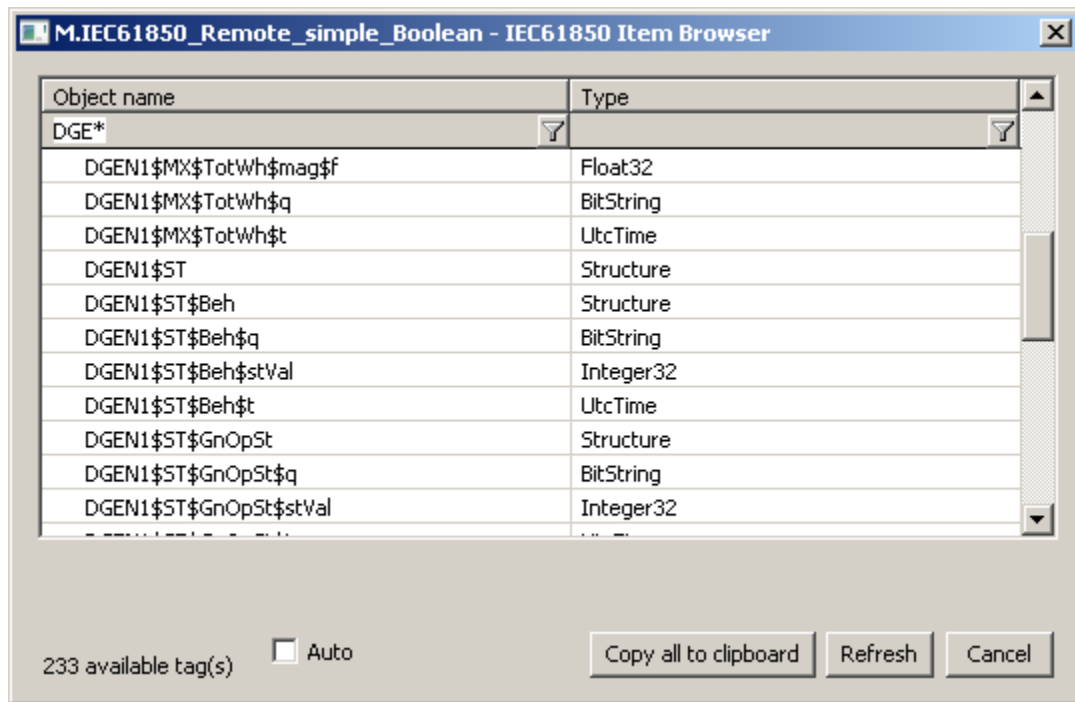 M.IEC61850_Remote_simple_Boolean - IEC61850 Item Browser
Object name Type
DGE*
DGEN1$MX$TotWh$mag$f Float32
DGEN1$MX$TotWh$q BitString
DGEN1$MX$TotWh$t UtcTime
DGEN1$ST Structure
DGEN1$ST$Beh Structure
DGEN1$ST$Beh$q BitString
DGEN1$ST$Beh$stVal Integer32
DGEN1$ST$Beh$t UtcTime
DGEN1$ST$GnOpSt Structure
DGEN1$ST$GnOpSt$q BitString
DGEN1$ST$GnOpSt$stVal Integer32
233 available tag(s) Auto Copy all to clipboard Refresh Cancel